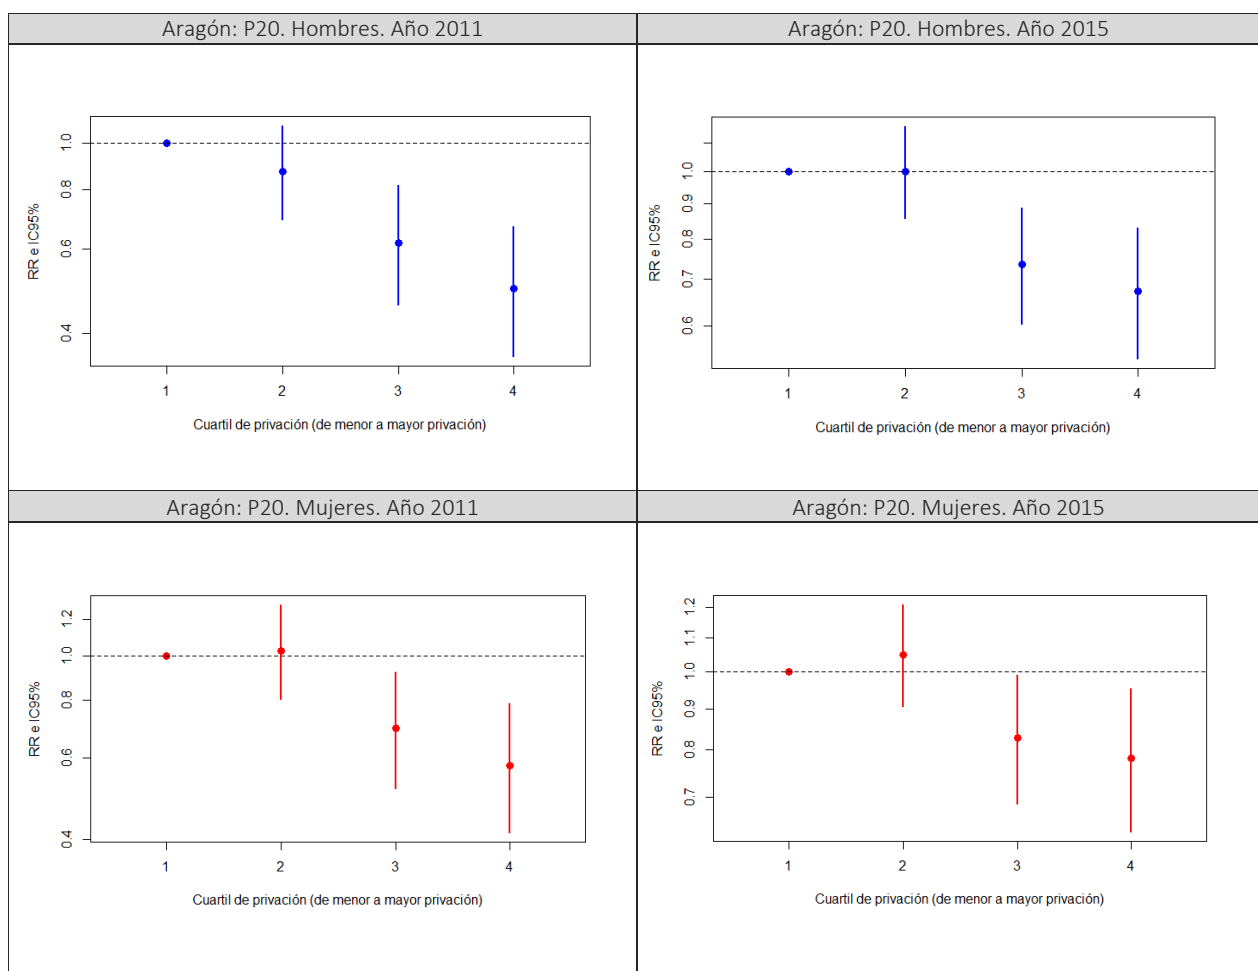 Aragón: P20. Hombres. Año 2011
Aragón: P20. Hombres. Año 2015
RR e IC95%
1.0
0.8
0.6
0.4
1 2 3 4
Cuartil de privación (de menor a mayor privación)
RR e IC95%
1.0
0.9
0.8
0.7
0.6
1 2 3 4
Cuartil de privación (de menor a mayor privación)
Aragón: P20. Mujeres. Año 2011
Aragón: P20. Mujeres. Año 2015
RR e IC95%
1.2
1.0
0.8
0.6
0.4
1 2 3 4
Cuartil de privación (de menor a mayor privación)
RR e IC95%
1.2
1.1
1.0
0.9
0.8
0.7
1 2 3 4
Cuartil de privación (de menor a mayor privación)